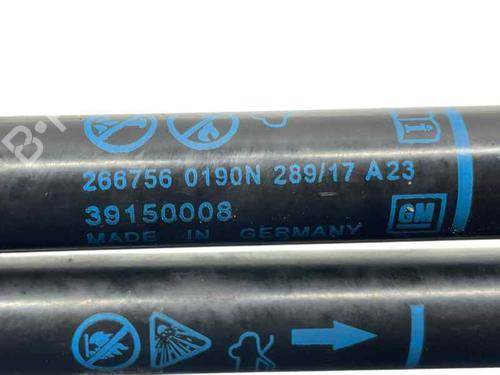 266756 0190N 289/17 A23
39150008
GM
MADE IN GERMANY